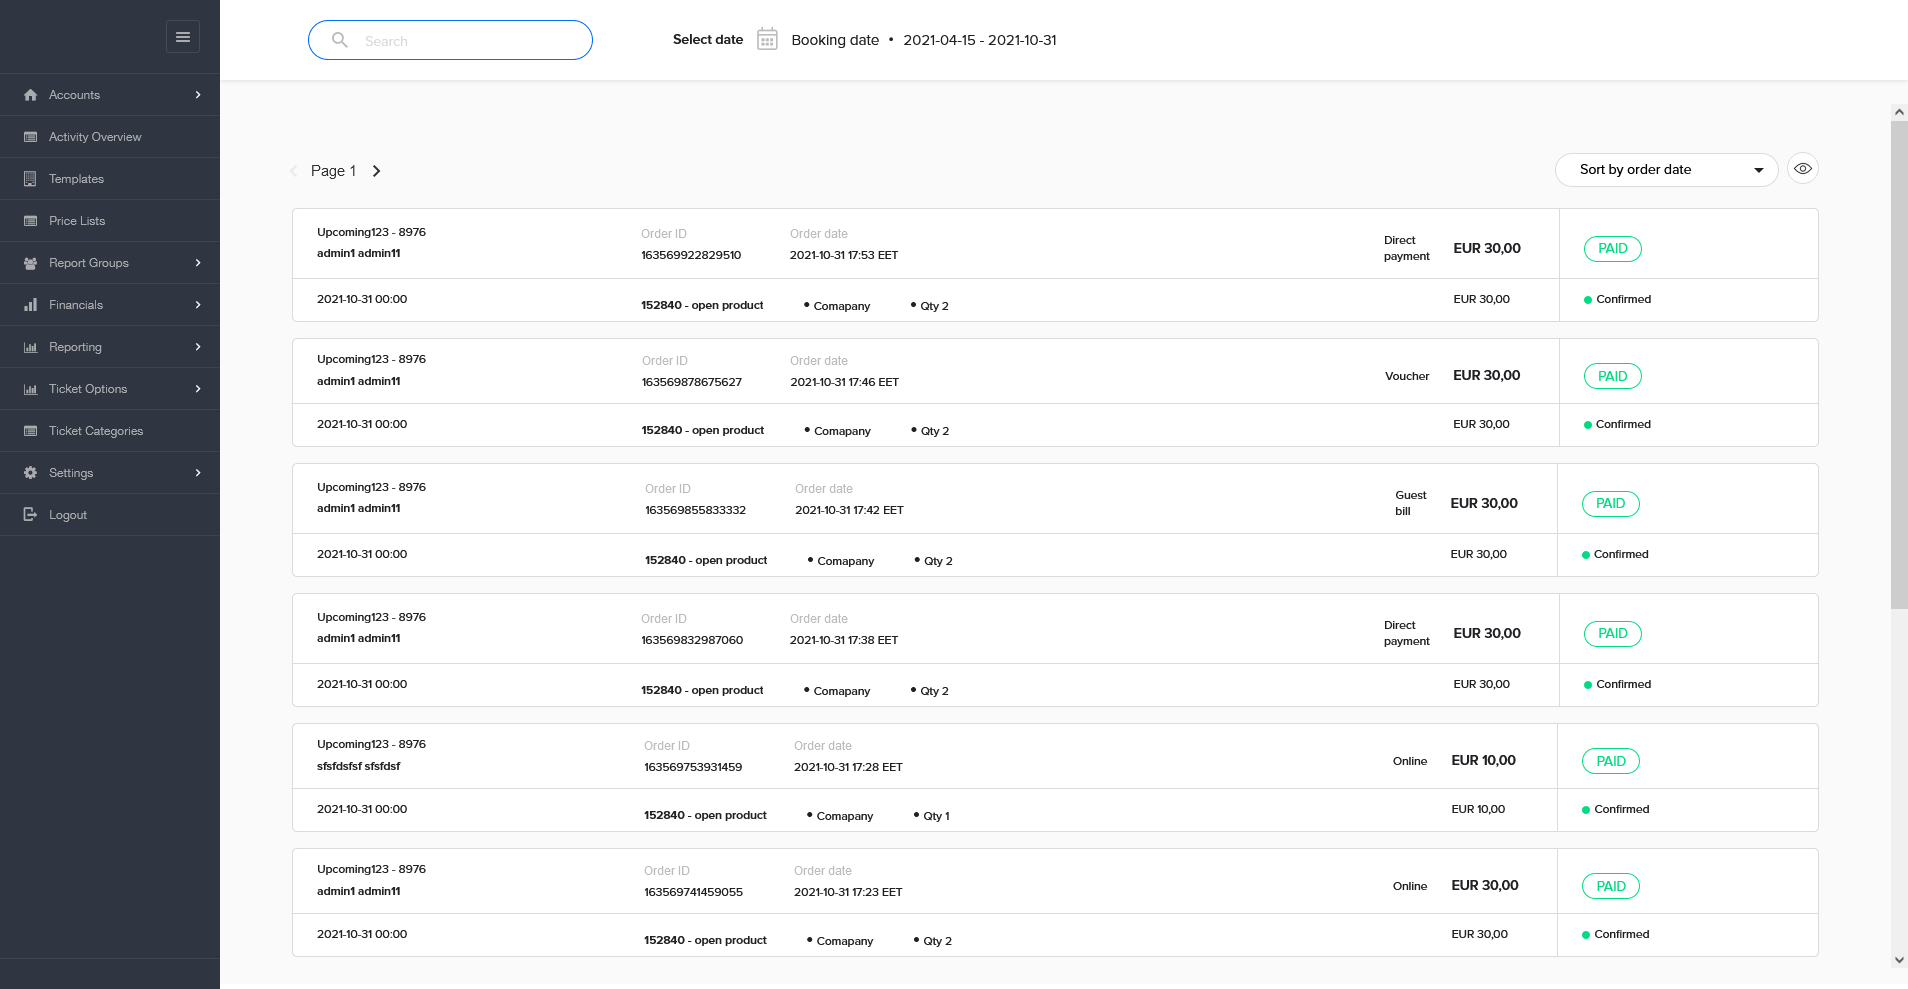 Search
Select date Booking date • 2021-04-15 - 2021-10-31
Accounts
Activity Overview
Templates
Price Lists
Report Groups
Financials
Reporting
Ticket Options
Ticket Categories
Settings
Logout
Page 1
Sort by order date
Upcoming123 - 8976 Order ID Order date
admin1 admin11 163569922829510 2021-10-31 17:53 EET
Direct
payment
EUR 30,00 PAID
2021-10-31 00:00 152840 - open product • Comapany • Qty 2 EUR 30,00 Confirmed
Upcoming123 - 8976 Order ID Order date
admin1 admin11 163569878675627 2021-10-31 17:46 EET
Voucher EUR 30,00 PAID
2021-10-31 00:00 152840 - open product • Comapany • Qty 2 EUR 30,00 Confirmed
Upcoming123 - 8976 Order ID Order date
admin1 admin11 163569855833332 2021-10-31 17:42 EET
Guest
bill
EUR 30,00 PAID
2021-10-31 00:00 152840 - open product • Comapany • Qty 2 EUR 30,00 Confirmed
Upcoming123 - 8976 Order ID Order date
admin1 admin11 163569832987060 2021-10-31 17:38 EET
Direct
payment
EUR 30,00 PAID
2021-10-31 00:00 152840 - open product • Comapany • Qty 2 EUR 30,00 Confirmed
Upcoming123 - 8976 Order ID Order date
sfsfdsfsf sfsfdsf 163569753931459 2021-10-31 17:28 EET
Online EUR 10,00 PAID
2021-10-31 00:00 152840 - open product • Comapany • Qty 1 EUR 10,00 Confirmed
Upcoming123 - 8976 Order ID Order date
admin1 admin11 163569741459055 2021-10-31 17:23 EET
Online EUR 30,00 PAID
2021-10-31 00:00 152840 - open product • Comapany • Qty 2 EUR 30,00 Confirmed